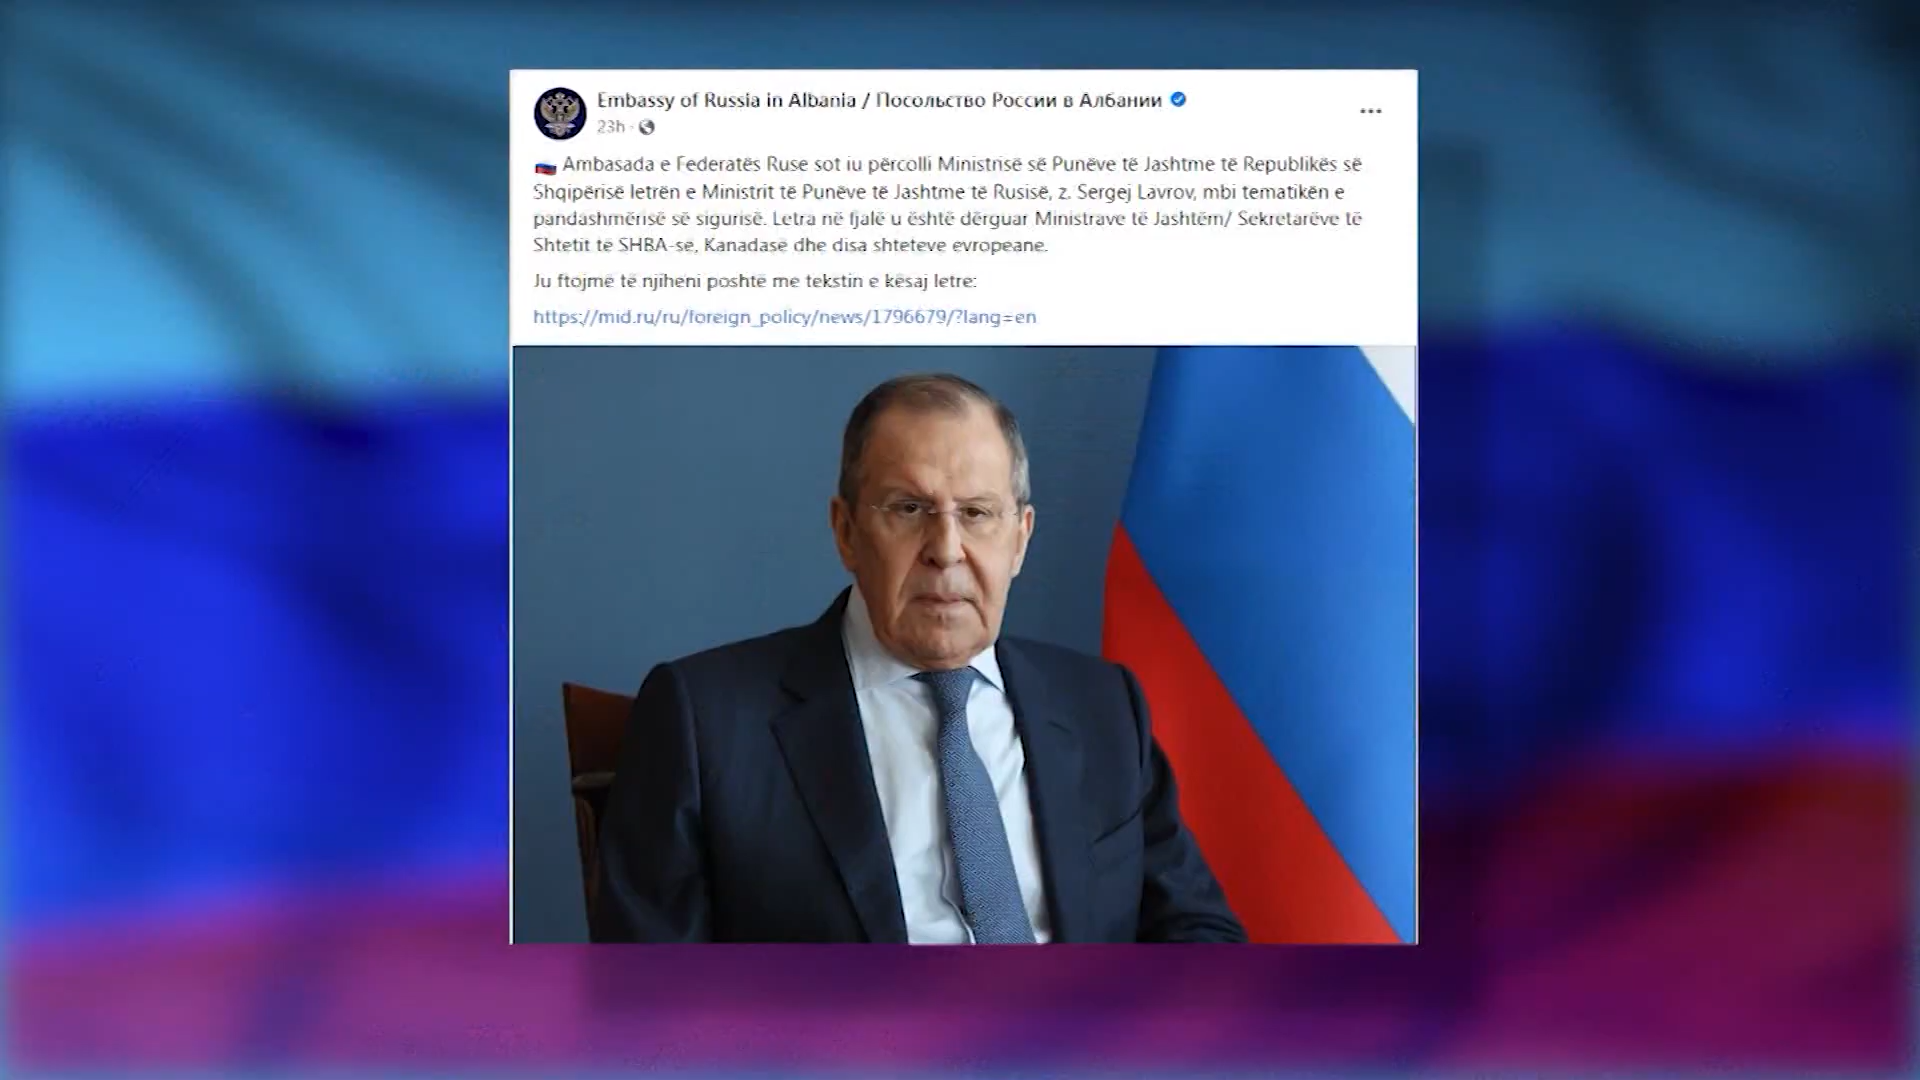 Embassy of Russia in Albania / Посольство России в Албании
23h ·
Ambasada e Federatës Ruse sot iu përcolli Ministrisë së Punëve të Jashtme të Republikës së
Shqipërisë letrën e Ministrit të Punëve të Jashtme të Rusisë, z. Sergej Lavrov, mbi tematikën e
pandashmërisë së sigurisë. Letra në fjalë u është dërguar Ministrave të Jashtëm/ Sekretarëve të
Shtetit të SHBA-së, Kanadasë dhe disa shteteve evropeane.
Ju ftojmë të njiheni poshtë me tekstin e kësaj letre:
https://mid.ru/ru/foreign_policy/news/1796679/?lang=en